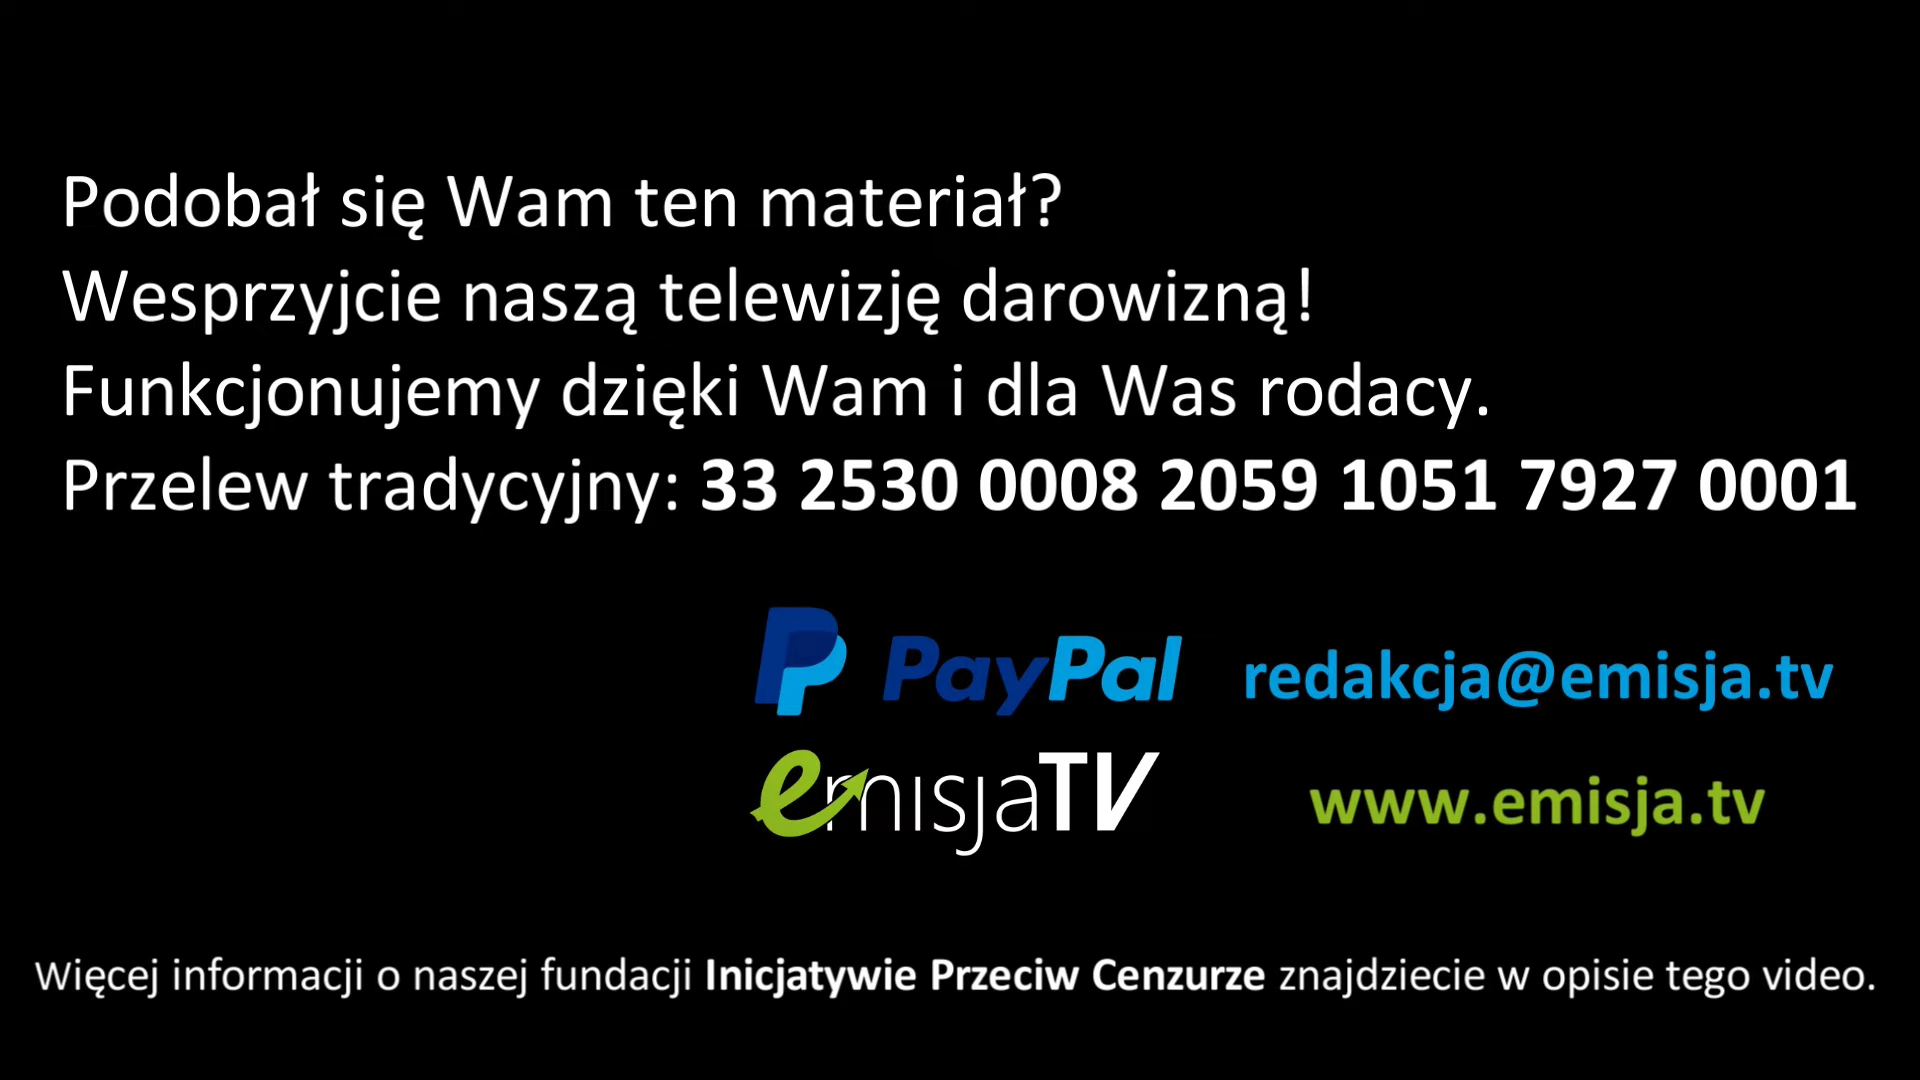 Podobał się Wam ten materiał?
Wesprzyjcie naszą telewizję darowizną!
Funkcjonujemy dzięki Wam i dla Was rodacy.
Przelew tradycyjny: 33 2530 0008 2059 1051 7927 0001
PayPal redakcja@emisja.tv
emisjaTV www.emisja.tv
Więcej informacji o naszej fundacji Inicjatywie Przeciw Cenzurze znajdziecie w opisie tego video.